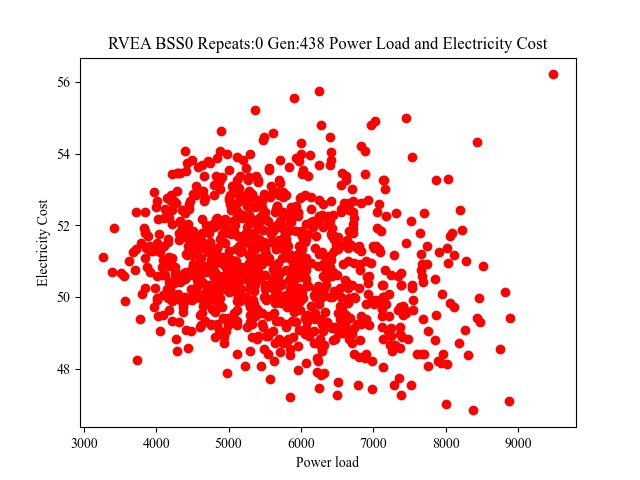 RVEA BSS0 Repeats:0 Gen:438 Power Load and Electricity Cost
56
54
52
50
48
Electricity Cost
3000 4000 5000 6000 7000 8000 9000
Power load